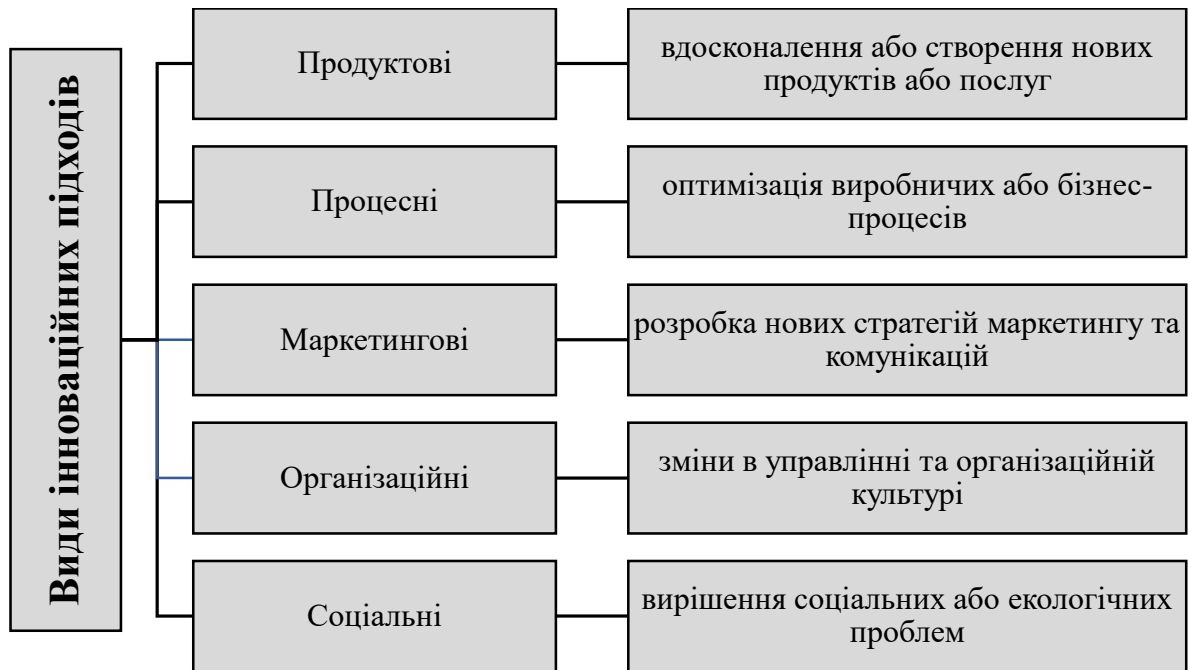 Види інноваційних підходів
Продуктові
вдосконалення або створення нових
продуктів або послуг
Процесні
оптимізація виробничих або бізнес-
процесів
Маркетингові
розробка нових стратегій маркетингу та
комунікацій
Організаційні
зміни в управлінні та організаційній
культурі
Соціальні
вирішення соціальних або екологічних
проблем